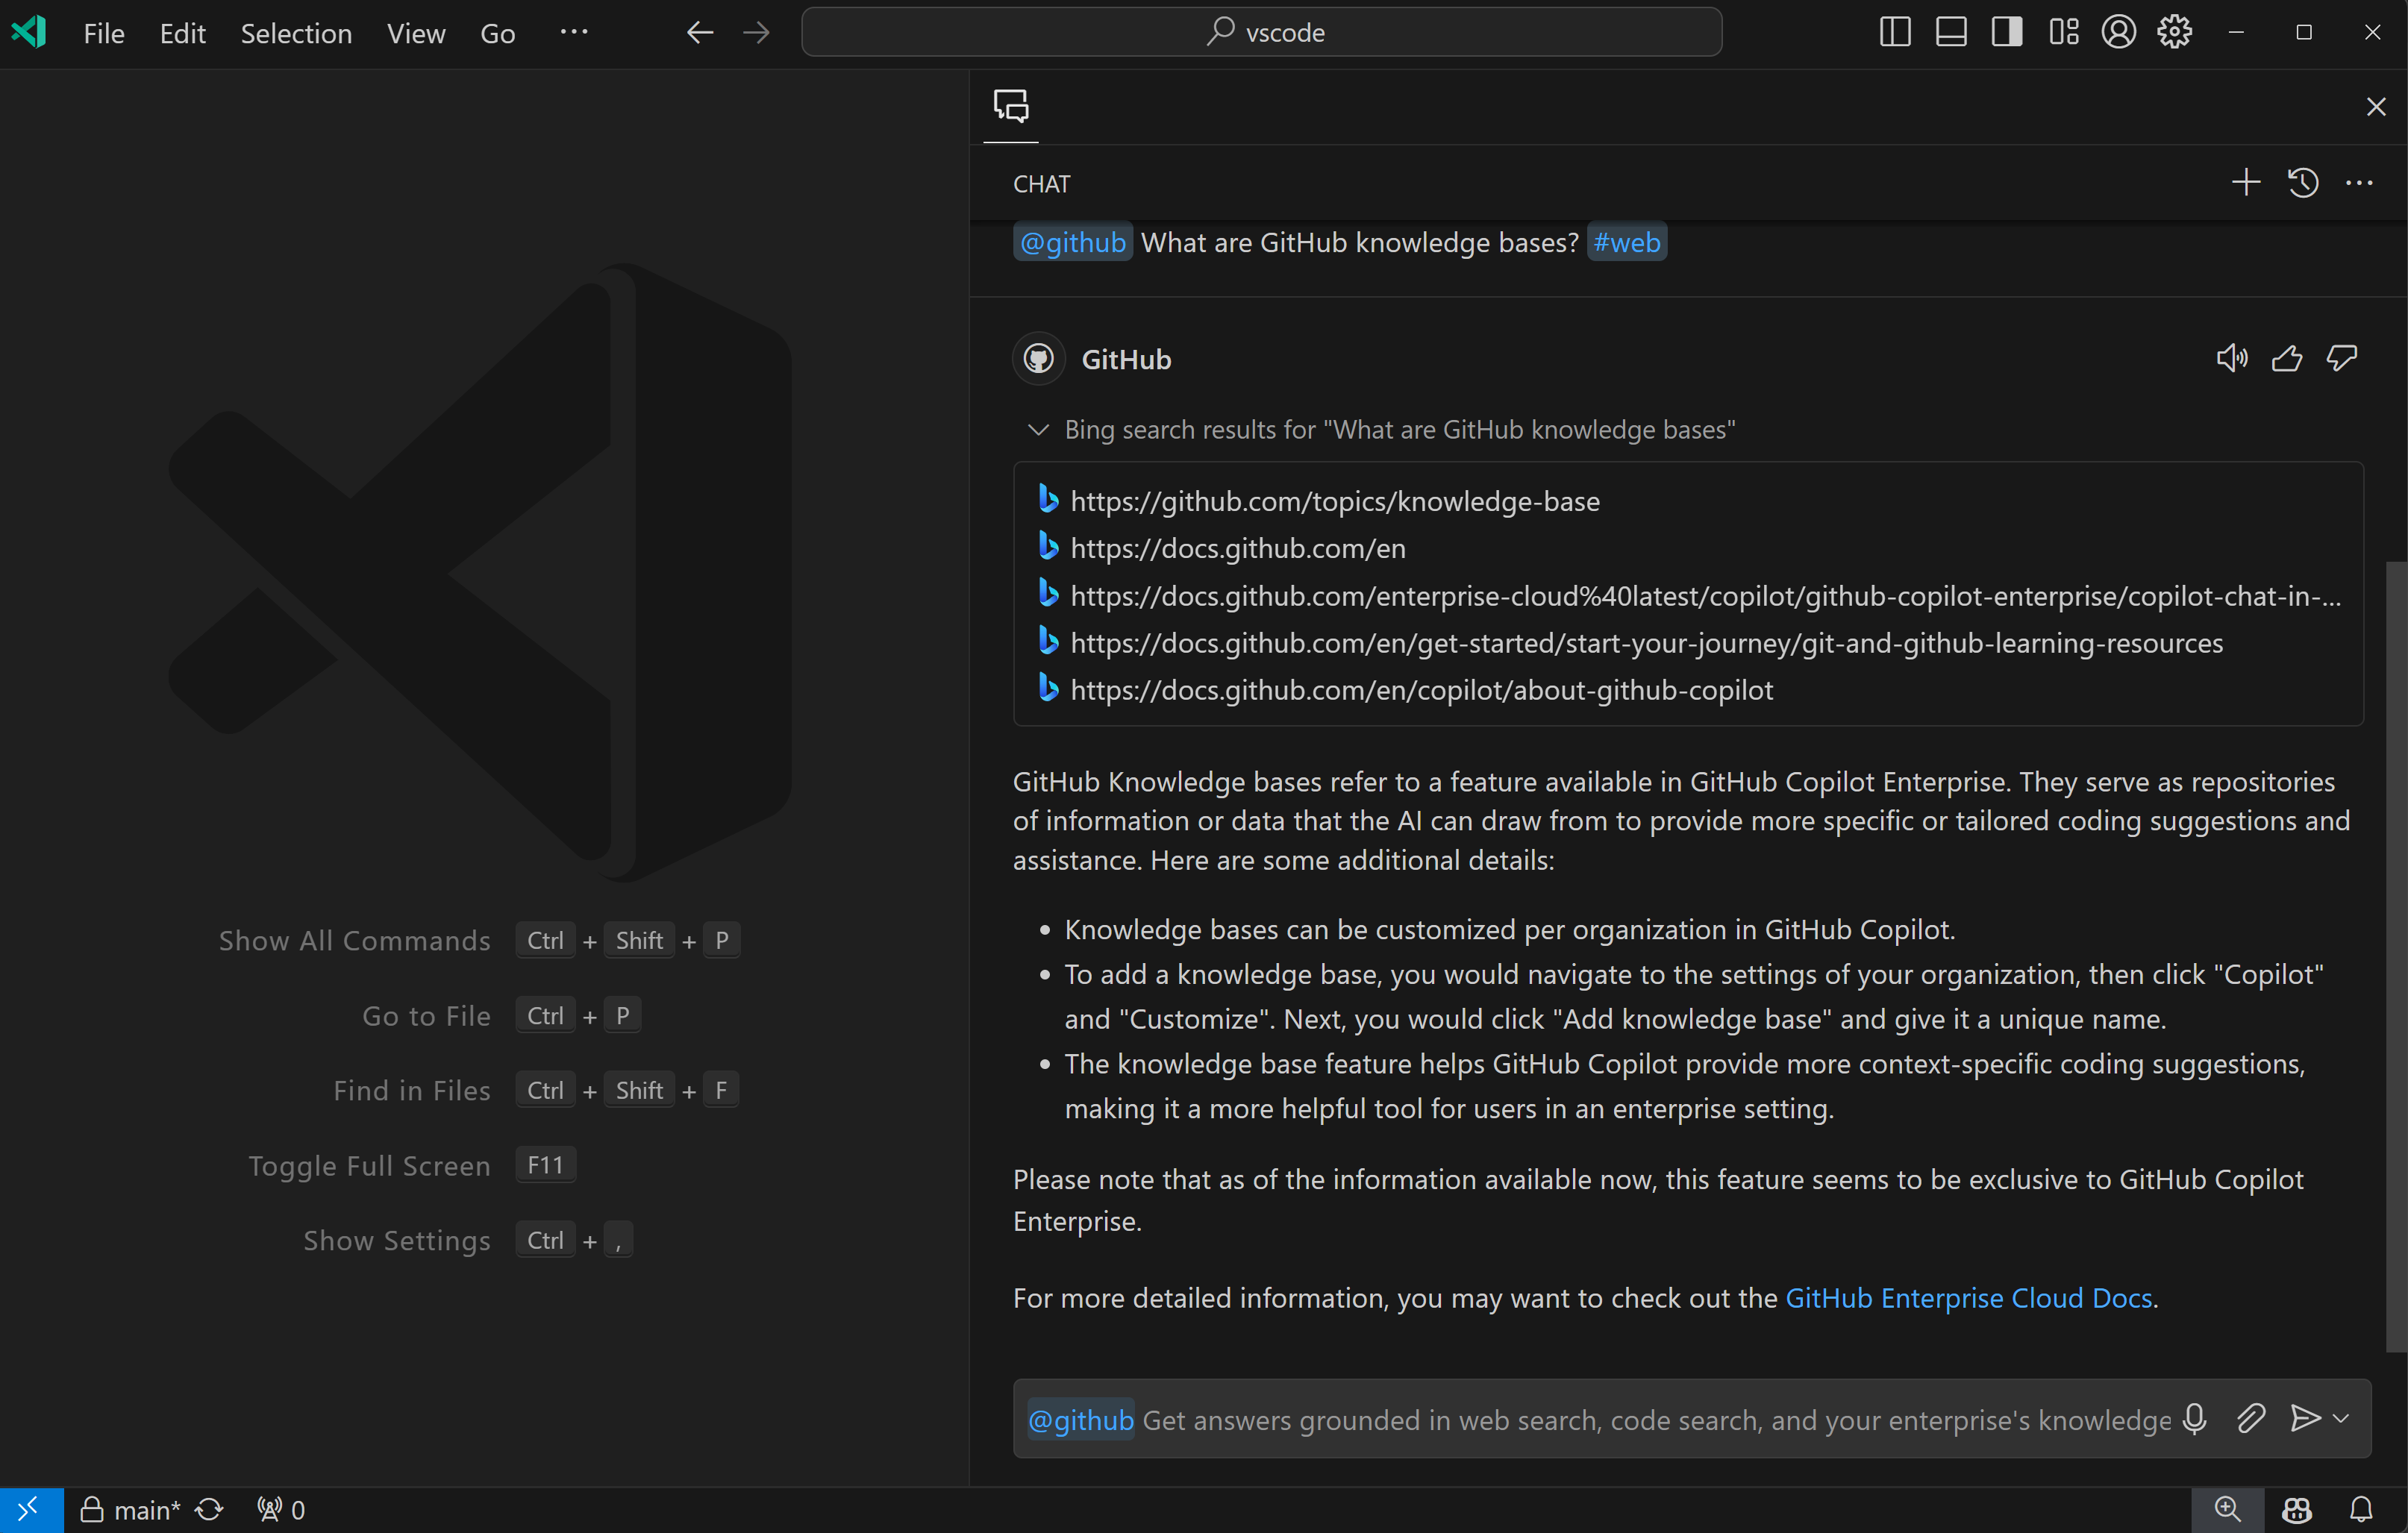 File Edit Selection View Go ...
vscode
CHAT
@github What are GitHub knowledge bases? #web
GitHub
Bing search results for "What are GitHub knowledge bases"
https://github.com/topics/knowledge-base
https://docs.github.com/en
https://docs.github.com/enterprise-cloud%40latest/copilot/github-copilot-enterprise/copilot-chat-in-...
https://docs.github.com/en/get-started/start-your-journey/git-and-github-learning-resources
https://docs.github.com/en/copilot/about-github-copilot
GitHub Knowledge bases refer to a feature available in GitHub Copilot Enterprise. They serve as repositories
of information or data that the AI can draw from to provide more specific or tailored coding suggestions and
assistance. Here are some additional details:
• Knowledge bases can be customized per organization in GitHub Copilot.
• To add a knowledge base, you would navigate to the settings of your organization, then click "Copilot"
and "Customize". Next, you would click "Add knowledge base" and give it a unique name.
• The knowledge base feature helps GitHub Copilot provide more context-specific coding suggestions,
making it a more helpful tool for users in an enterprise setting.
Please note that as of the information available now, this feature seems to be exclusive to GitHub Copilot
Enterprise.
For more detailed information, you may want to check out the GitHub Enterprise Cloud Docs.
@github Get answers grounded in web search, code search, and your enterprise's knowledge
Show All Commands Ctrl + Shift + P
Go to File Ctrl + P
Find in Files Ctrl + Shift + F
Toggle Full Screen F11
Show Settings Ctrl + ,
main* 0